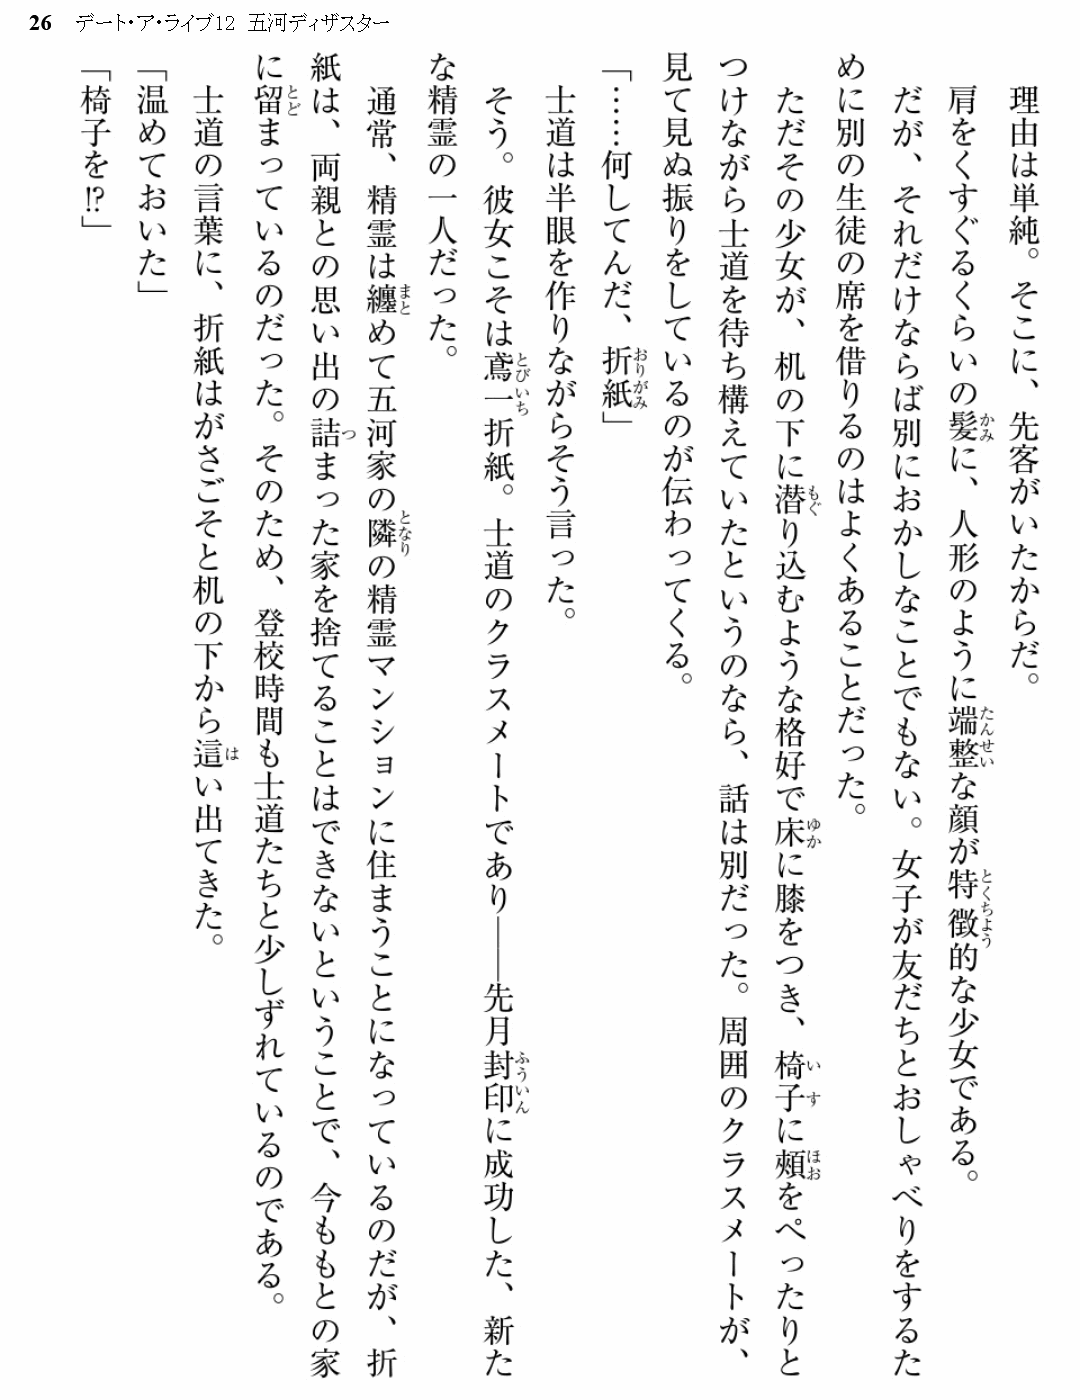 26 デート・ア・ライブ12 五河ディザスター
理由は単純。そこに、先客がいたからだ。
肩をくすぐるくらいの髪に、人形のように端整な顔が特徴的な少女である。
だが、それだけならば別におかしなことでもない。女子が友だちとおしゃべりをするた
めに別の生徒の席を借りるのはよくあることだった。
ただその少女が、机の下に潜り込むような格好で床に膝をつき、椅子に頰をぺったりと
つけながら士道を待ち構えていたというのなら、話は別だった。周囲のクラスメートが、
見て見ぬ振りをしているのが伝わってくる。
「……何してんだ、折紙」
士道は半眼を作りながらそう言った。
そう。彼女こそは鳶一折紙。士道のクラスメートであり――先月封印に成功した、新た
な精霊の一人だった。
通常、精霊は纏めて五河家の隣の精霊マンションに住まうことになっているのだが、折
紙は、両親との思い出の詰まった家を捨てることはできないということで、今ももとの家
に留まっているのだった。そのため、登校時間も士道たちと少しずれているのである。
士道の言葉に、折紙はがさごそと机の下から這い出てきた。
「温めておいた」
「椅子を!?」